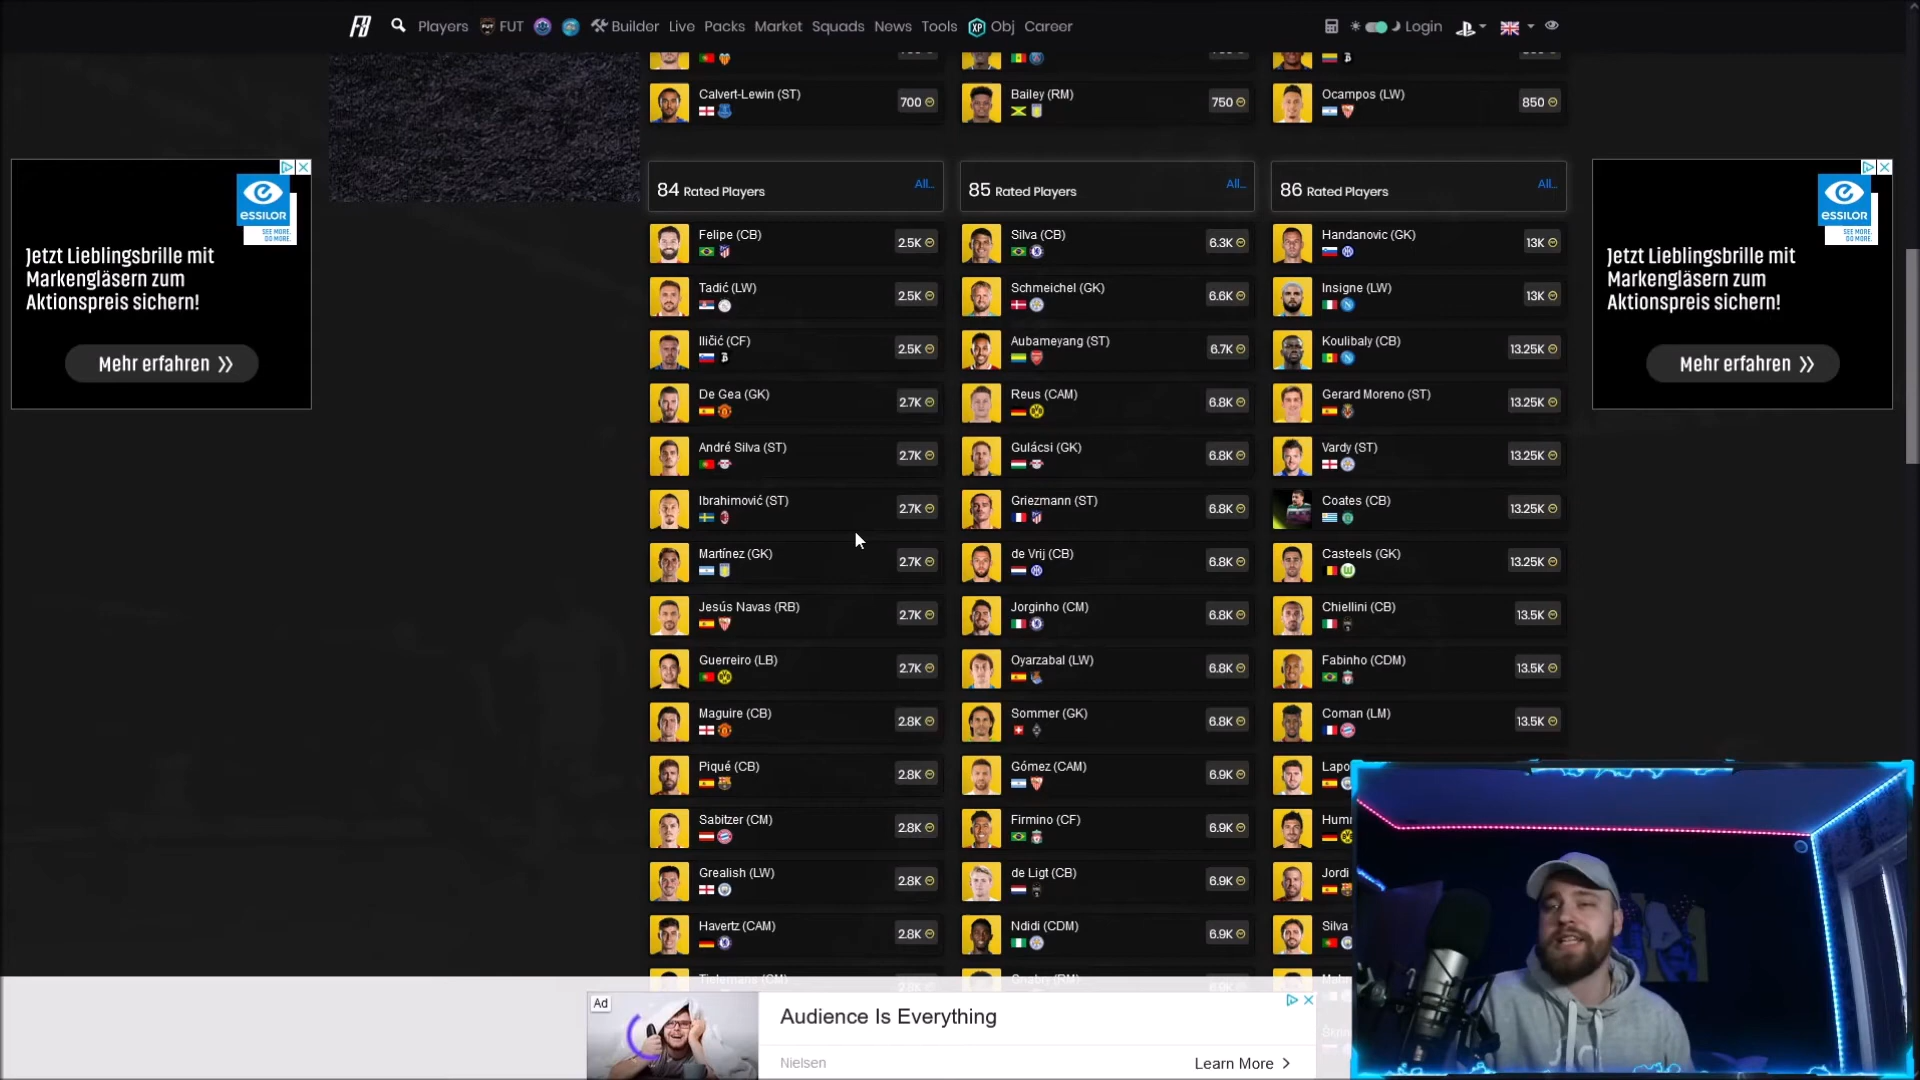 Players FUT Builder Live Packs Market Squads News Tools XP Obj Career Login
Calvert-Lewin (ST) 700
Bailey (RM) 750
Ocampos (LW) 850
84 Rated Players All...
Felipe (CB) 2.5K
Tadić (LW) 2.5K
Iličić (CF) 2.5K
De Gea (GK) 2.7K
André Silva (ST) 2.7K
Ibrahimović (ST) 2.7K
Martínez (GK) 2.7K
Jesús Navas (RB) 2.7K
Guerreiro (LB) 2.7K
Maguire (CB) 2.8K
Piqué (CB) 2.8K
Sabitzer (CM) 2.8K
Grealish (LW) 2.8K
Havertz (CAM) 2.8K
85 Rated Players All...
Silva (CB) 6.3K
Schmeichel (GK) 6.6K
Aubameyang (ST) 6.7K
Reus (CAM) 6.8K
Gulácsi (GK) 6.8K
Griezmann (ST) 6.8K
de Vrij (CB) 6.8K
Jorginho (CM) 6.8K
Oyarzabal (LW) 6.8K
Sommer (GK) 6.8K
Gómez (CAM) 6.9K
Firmino (CF) 6.9K
de Ligt (CB) 6.9K
Ndidi (CDM) 6.9K
86 Rated Players All...
Handanovic (GK) 13K
Insigne (LW) 13K
Koulibaly (CB) 13.25K
Gerard Moreno (ST) 13.25K
Vardy (ST) 13.25K
Coates (CB) 13.25K
Casteels (GK) 13.25K
Chiellini (CB) 13.5K
Fabinho (CDM) 13.5K
Coman (LM) 13.5K
Lapo
Humm
Jordi
Silva
essilor
SEE MORE.
DO MORE.
Jetzt Lieblingsbrille mit
Markengläsern zum
Aktionspreis sichern!
Mehr erfahren
essilor
SEE MORE.
DO MORE.
Jetzt Lieblingsbrille mit
Markengläsern zum
Aktionspreis sichern!
Mehr erfahren
Ad
Audience Is Everything
Nielsen
Learn More